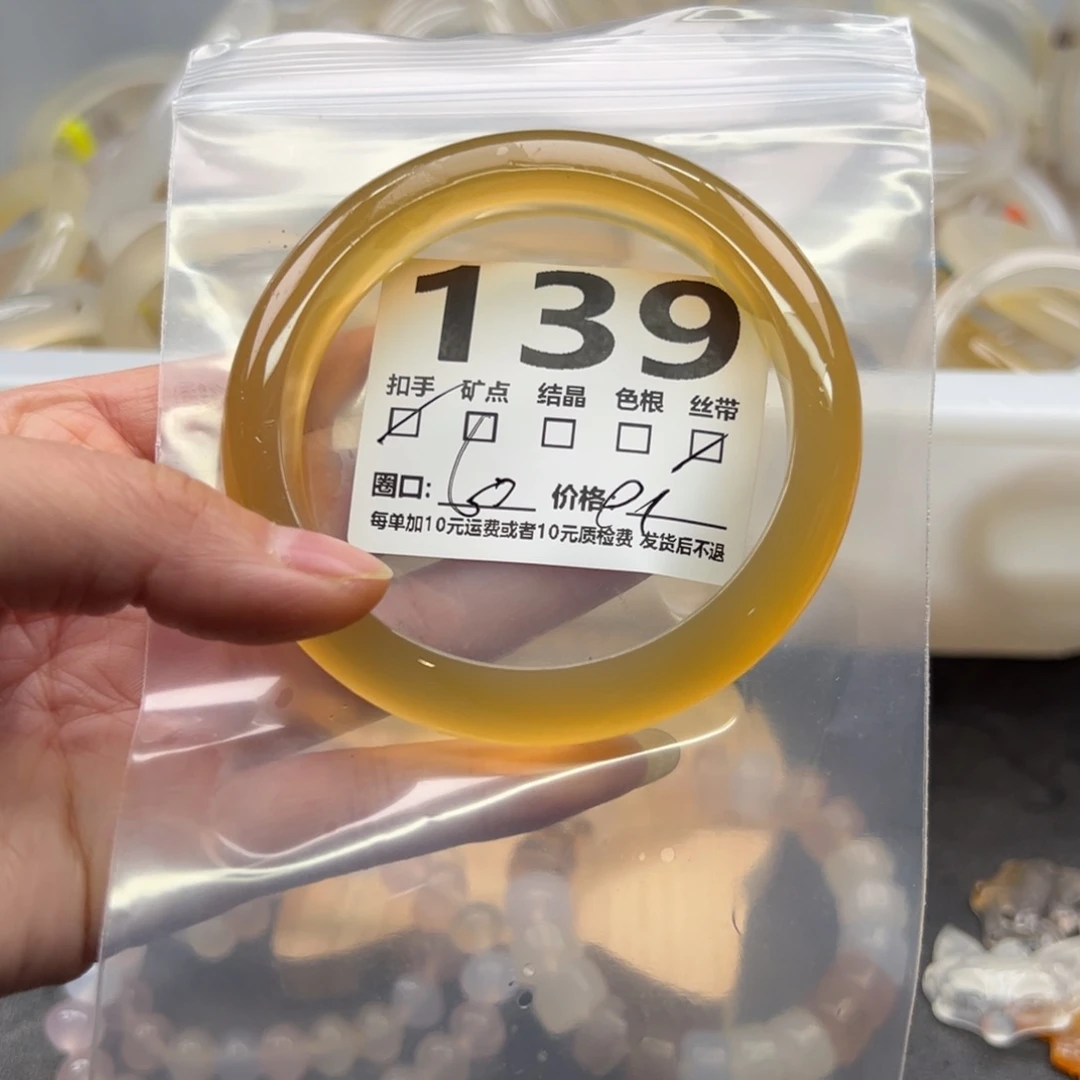 139
扣手 矿点 结晶 色根 丝带
圈口: 价格
每单加10元运费或者10元质检费 发货后不退